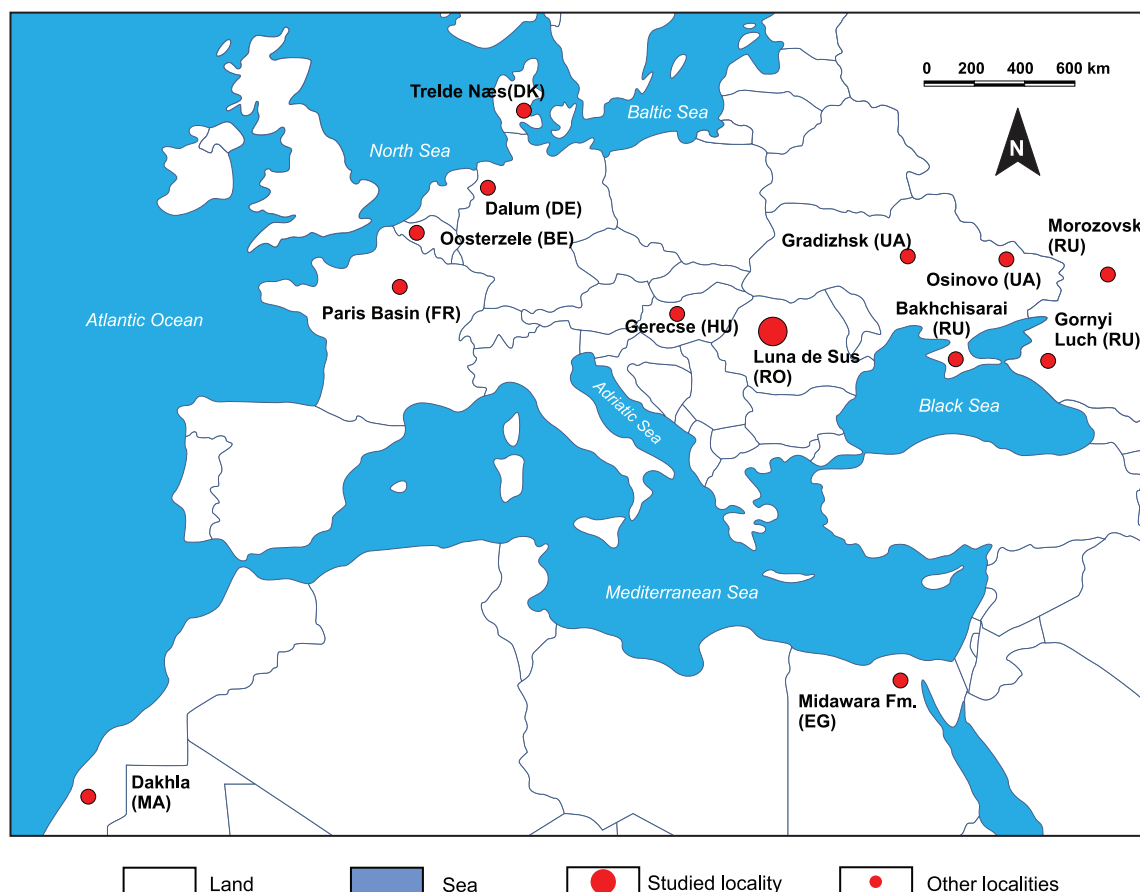 0 200 400 600 km
N
Trelde Næs(DK)
Baltic Sea
North Sea
Dalum (DE)
Oosterzele (BE)
Paris Basin (FR)
Atlantic Ocean
Gradizhsk (UA)
Morozovsk
(RU)
Osinovo (UA)
Bakhchisarai
(RU)
Gornyi
Luch (RU)
Gerecse (HU)
Luna de Sus
(RO)
Adriatic Sea
Black Sea
Mediterranean Sea
Midawara Fm.
(EG)
Dakhla
(MA)
Land
Sea
Studied locality
Other localities